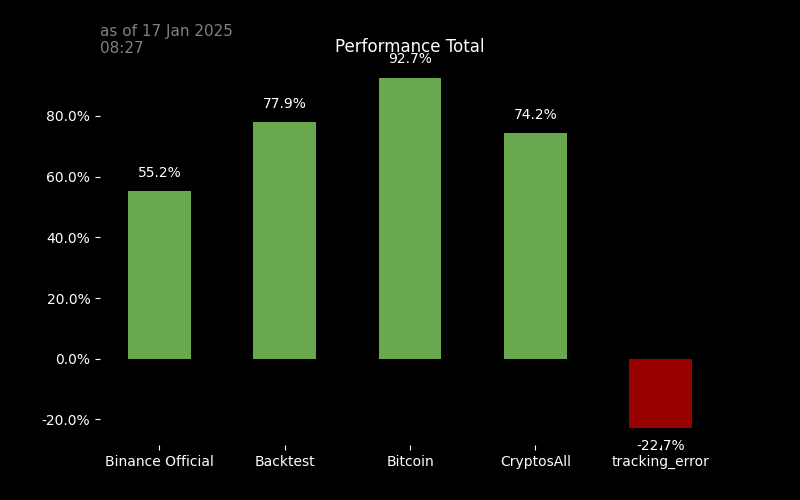 as of 17 Jan 2025
08:27
Performance Total
92.7%
77.9%
80.0%
74.2%
60.0%
55.2%
40.0%
20.0%
0.0%
-20.0%
-22.7%
Binance Official
Backtest
Bitcoin
CryptosAll
tracking_error